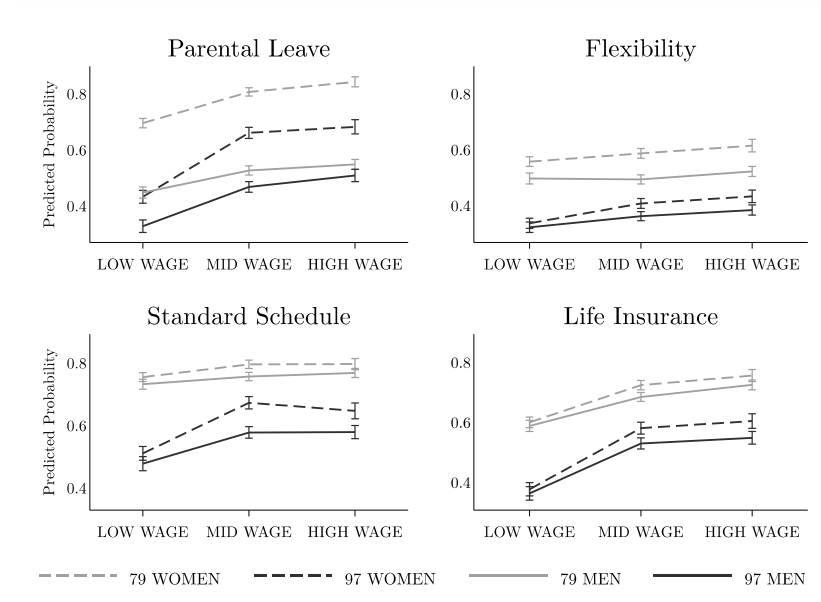 Parental Leave
Flexibility
Predicted Probability
0.8
0.6
0.4
LOW WAGE MID WAGE HIGH WAGE
0.8
0.6
0.4
LOW WAGE MID WAGE HIGH WAGE
Standard Schedule
Life Insurance
Predicted Probability
0.8
0.6
0.4
LOW WAGE MID WAGE HIGH WAGE
0.8
0.6
0.4
LOW WAGE MID WAGE HIGH WAGE
79 WOMEN 97 WOMEN 79 MEN 97 MEN